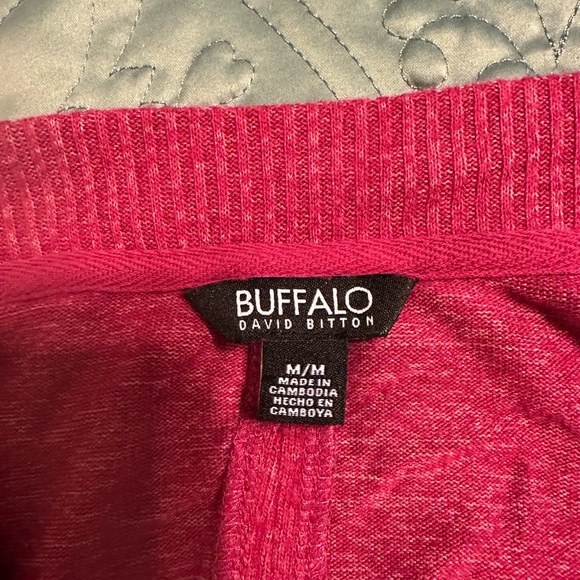 BUFFALO
DAVID BITTON
M/M
MADE IN
CAMBODIA
HECHO EN
CAMBOYA